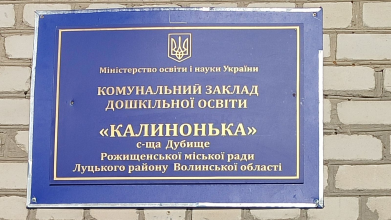 Міністерство освіти і науки України
КОМУНАЛЬНИЙ ЗАКЛАД
ДОШКІЛЬНОЇ ОСВІТИ
«КАЛИНОНЬКА»
с-ща Дубище
Рожищенської міської ради
Луцького району Волинської області